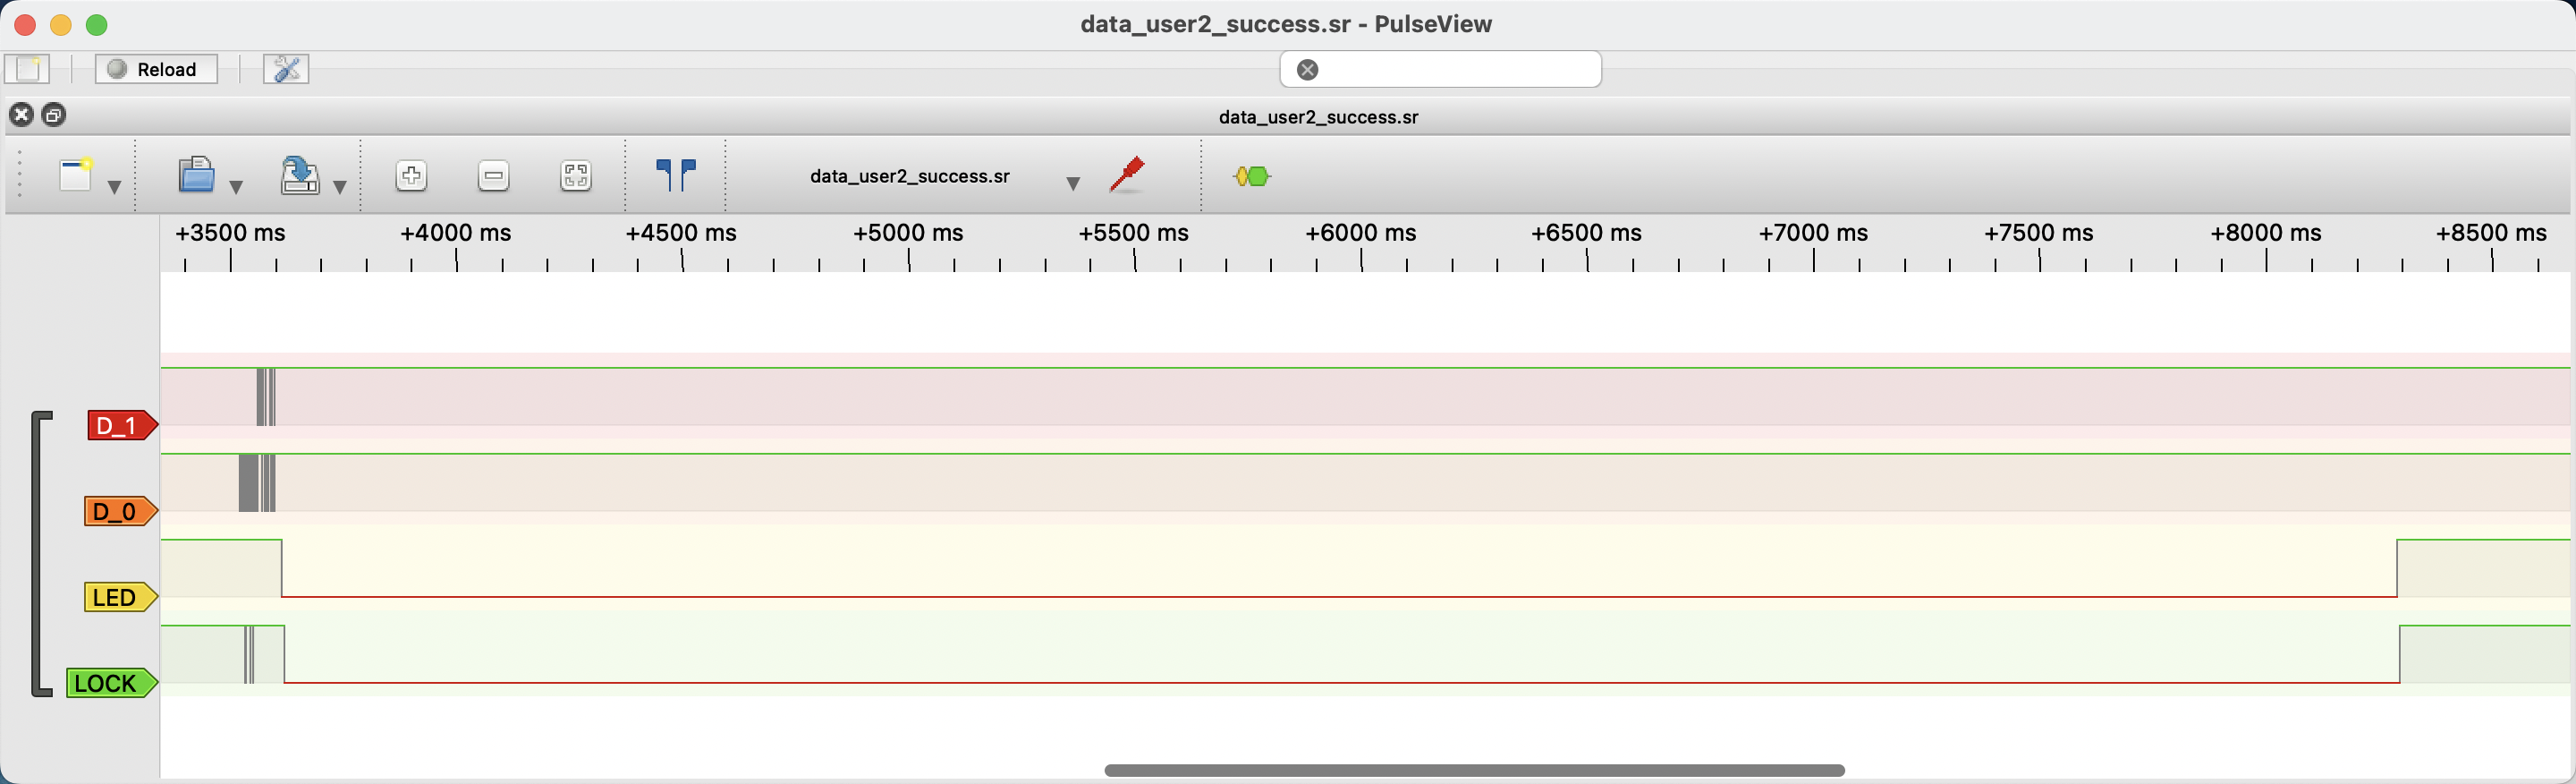 data_user2_success.sr - PulseView
Reload
data_user2_success.sr
data_user2_success.sr
+3500 ms +4000 ms +4500 ms +5000 ms +5500 ms +6000 ms +6500 ms +7000 ms +7500 ms +8000 ms +8500 ms
D_1
D_0
LED
LOCK